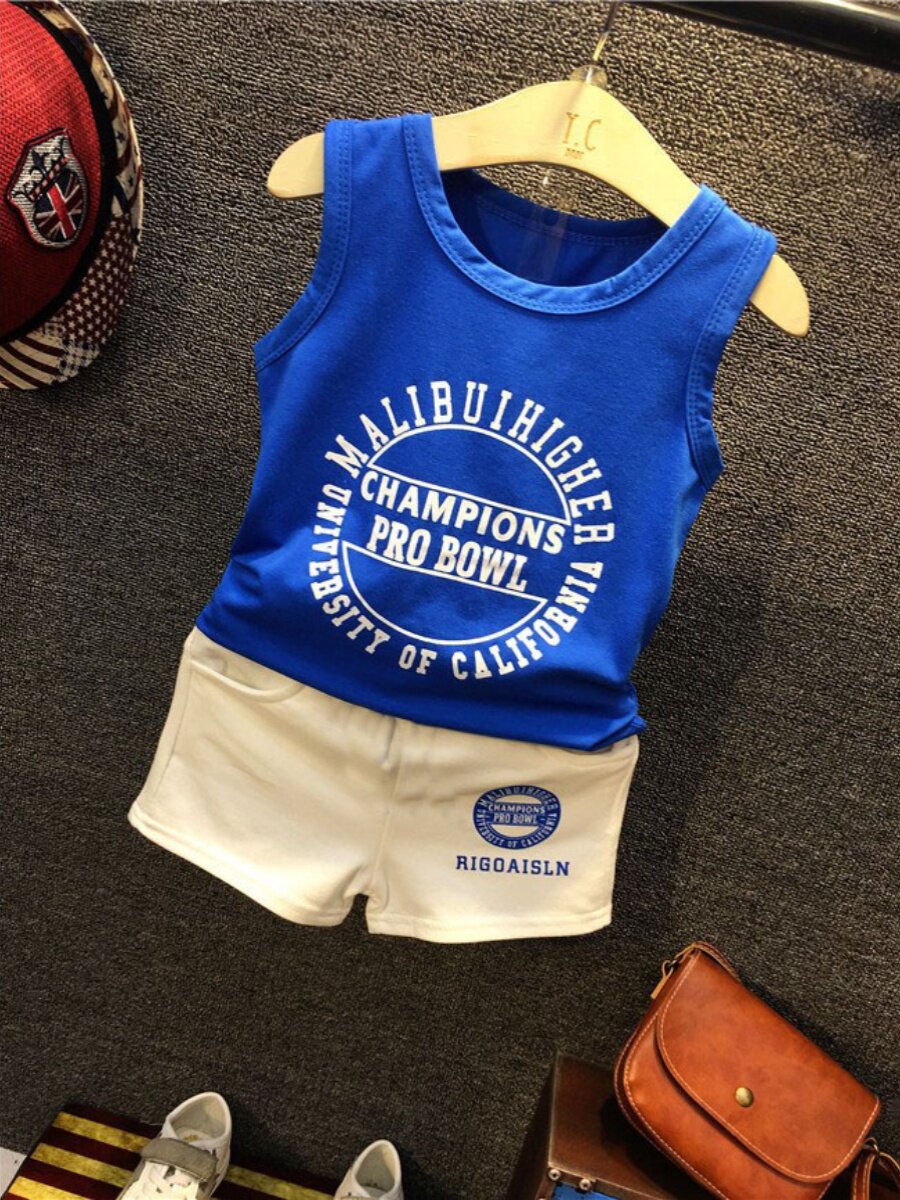 I.C
MALIBUIHIGHER
CHAMPIONS
PRO BOWL
UNIVERSITY OF CALIFORNIA
MALIBUIHIGHER
CHAMPIONS
PRO BOWL
UNIVERSITY OF CALIFORNIA
RIGOAISLN